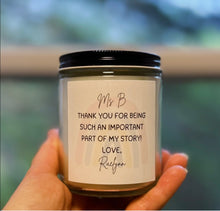 Mr B
THANK YOU FOR BEING
SUCH AN IMPORTANT
PART OF MY STORY!
LOVE,
Raelynn